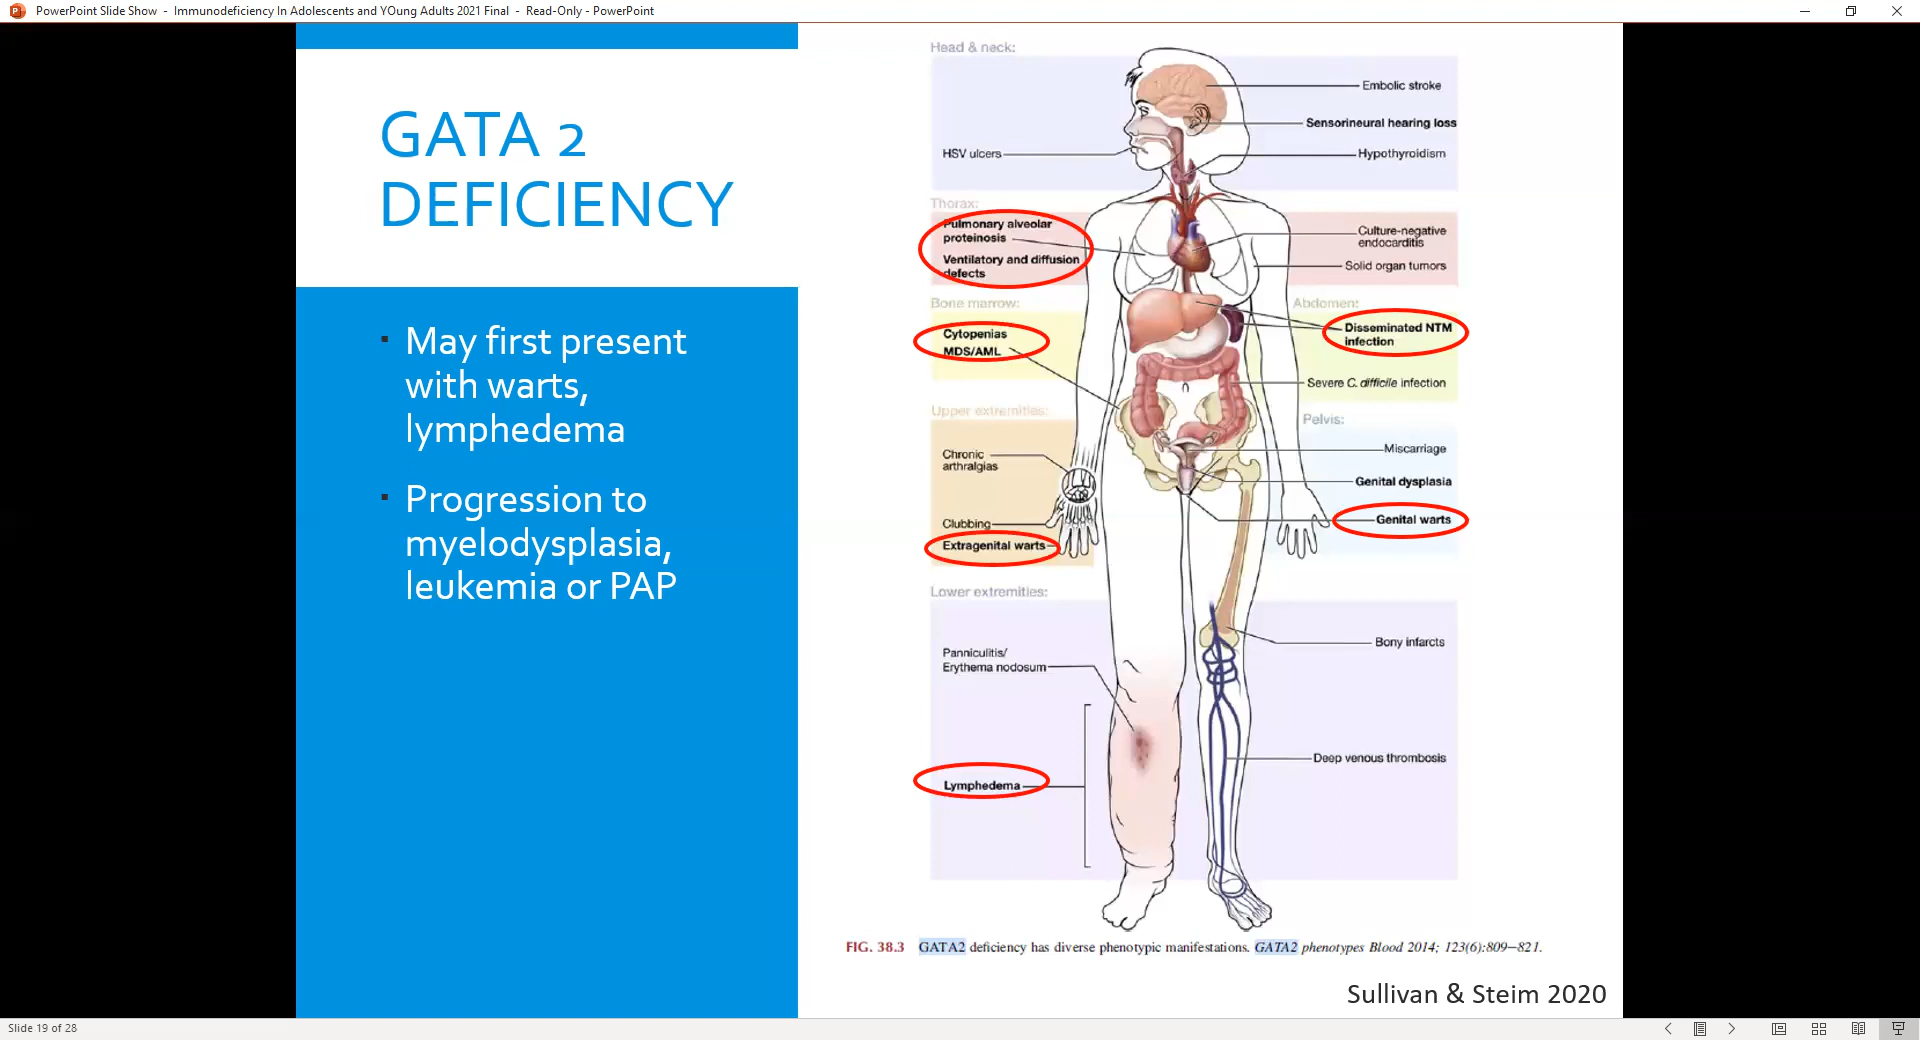 PowerPoint Slide Show - Immunodeficiency In Adolescents and YOung Adults 2021 Final - Read-Only - PowerPoint
GATA 2
DEFICIENCY
▪ May first present
with warts,
lymphedema
▪ Progression to
myelodysplasia,
leukemia or PAP
Head & neck:
Embolic stroke
Sensorineural hearing loss
HSV ulcers
Hypothyroidism
Thorax:
Pulmonary alveolar
proteinosis
Ventilatory and diffusion
defects
Culture-negative
endocarditis
Solid organ tumors
Bone marrow:
Cytopenias
MDS/AML
Abdomen:
Disseminated NTM
infection
Severe C. difficile infection
Upper extremities:
Chronic
arthralgias
Clubbing
Extragenital warts
Pelvis:
Miscarriage
Genital dysplasia
Genital warts
Lower extremities:
Panniculitis/
Erythema nodosum
Lymphedema
Bony infarcts
Deep venous thrombosis
FIG. 38.3 GATA2 deficiency has diverse phenotypic manifestations. GATA2 phenotypes Blood 2014; 123(6):809–821.
Sullivan & Steim 2020
Slide 19 of 28